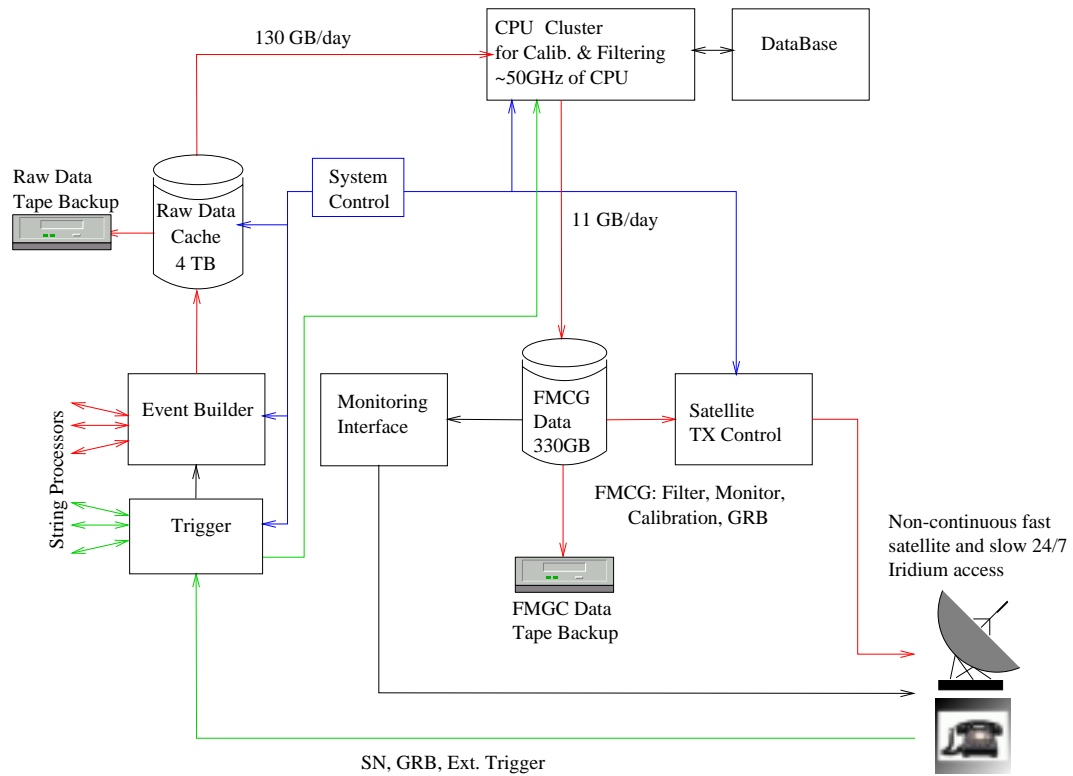 130 GB/day
CPU Cluster
for Calib. & Filtering
~50GHz of CPU
DataBase
Raw Data
Tape Backup
Raw Data
Cache
4 TB
System
Control
11 GB/day
String Processors
Event Builder
Monitoring
Interface
FMCG
Data
330GB
Satellite
TX Control
FMCG: Filter, Monitor,
Calibration, GRB
Trigger
Non-continuous fast
satellite and slow 24/7
Iridium access
FMGC Data
Tape Backup
SN, GRB, Ext. Trigger